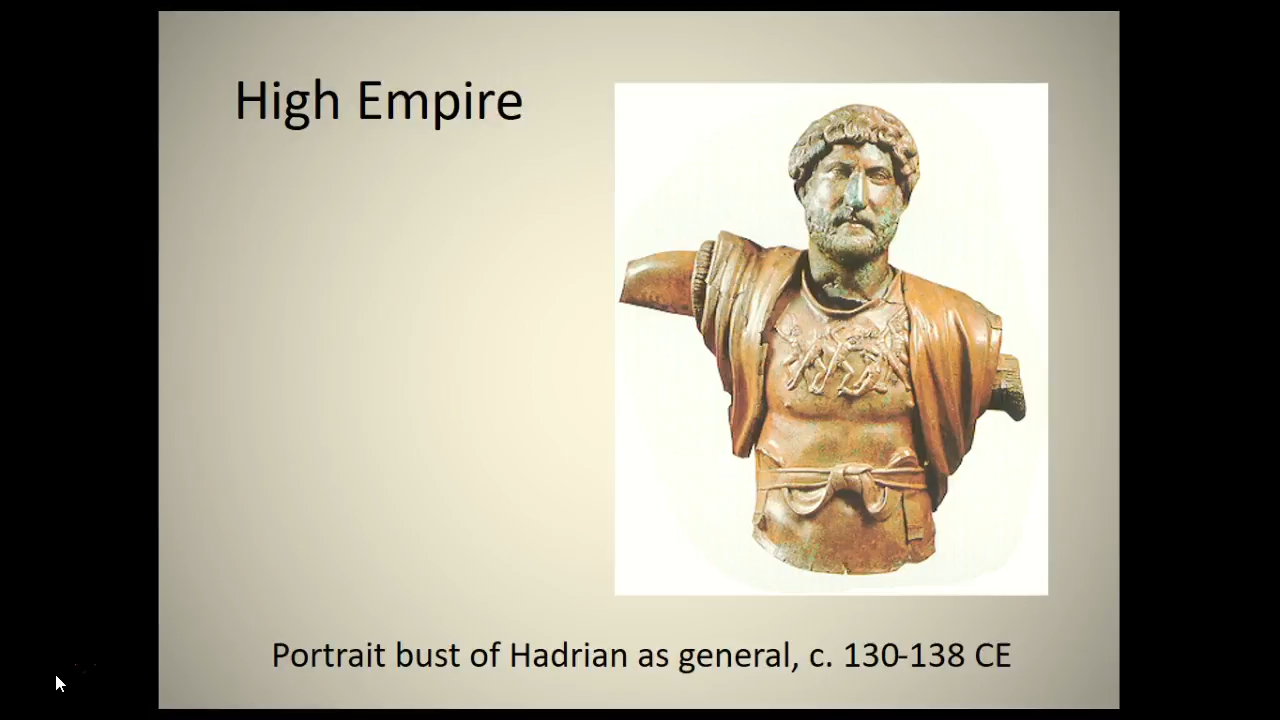 High Empire
Portrait bust of Hadrian as general, c. 130-138 CE